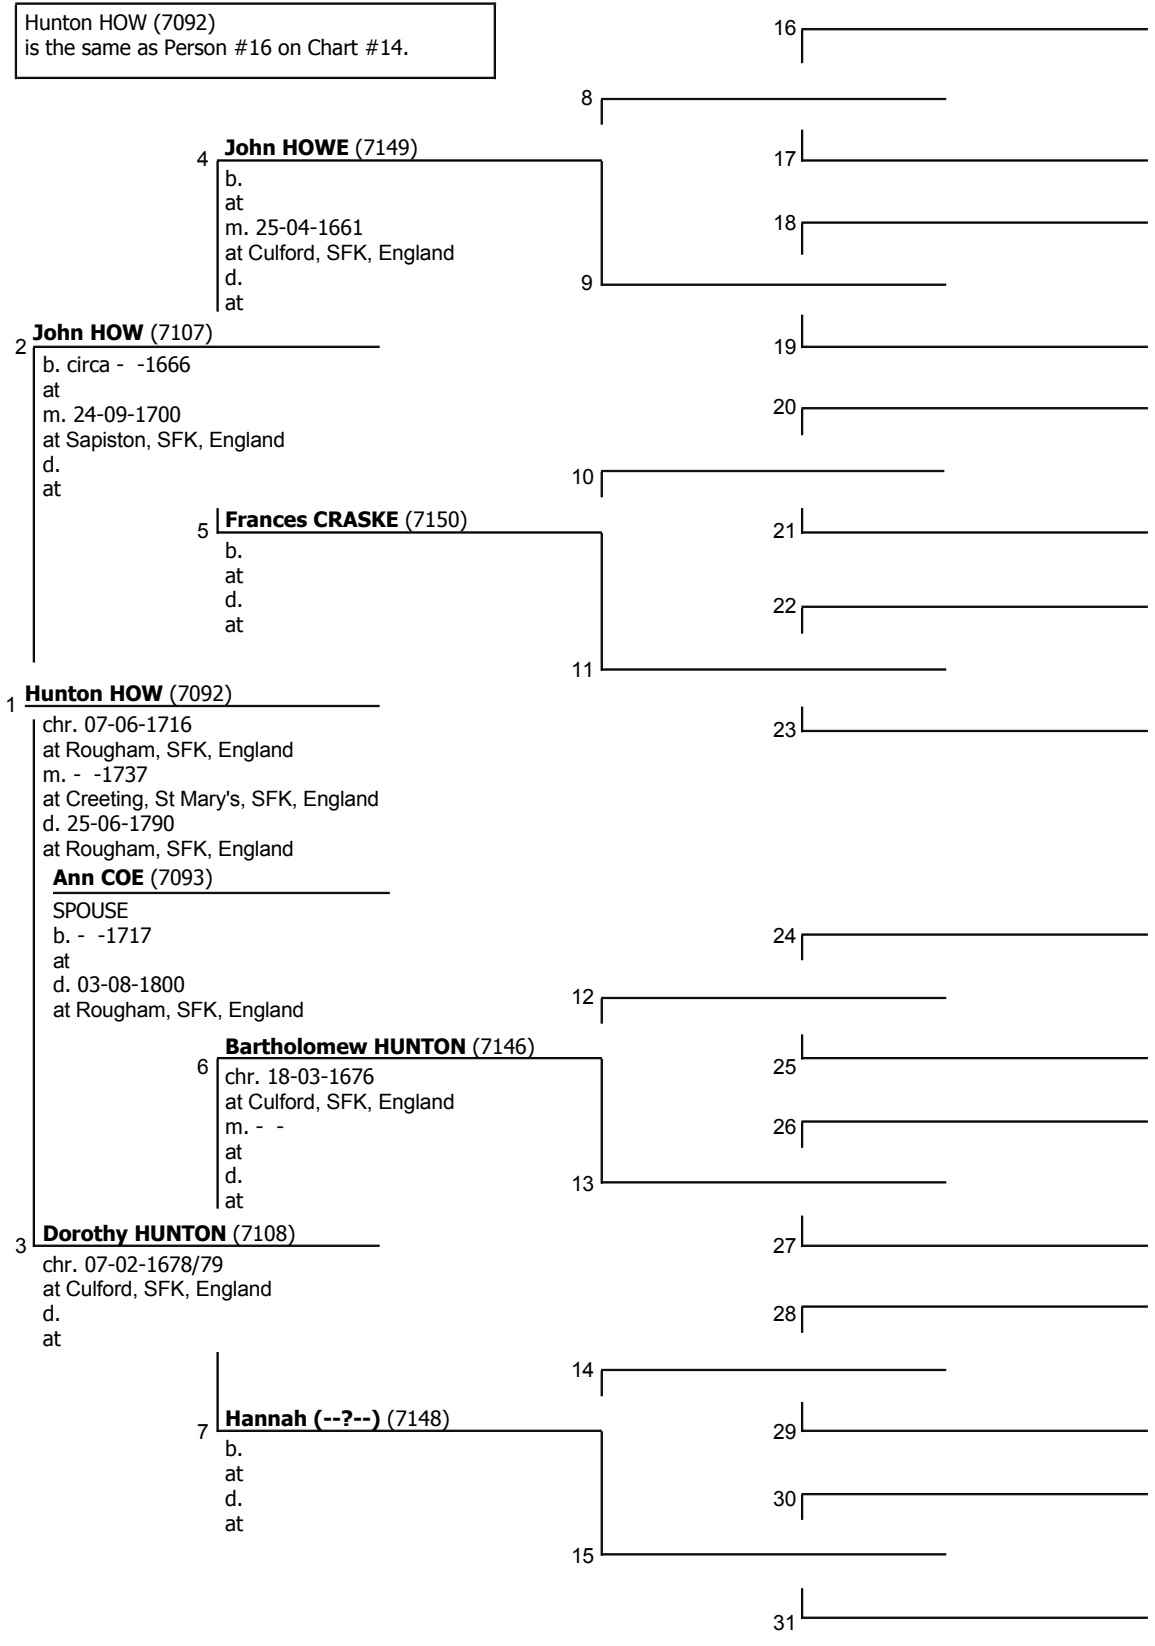 Hunton HOW (7092)
is the same as Person #16 on Chart #14.
16
8
4 John HOWE (7149)
17
b.
at
m. 25-04-1661
18
at Culford, SFK, England
d.
9
at
2 John HOW (7107)
19
b. circa - -1666
at
m. 24-09-1700
20
at Sapiston, SFK, England
d.
10
at
5 Frances CRASKE (7150)
21
b.
at
d.
22
at
11
1 Hunton HOW (7092)
chr. 07-06-1716
23
at Rougham, SFK, England
m. - -1737
at Creeting, St Mary's, SFK, England
d. 25-06-1790
at Rougham, SFK, England
Ann COE (7093)
SPOUSE
b. - -1717
24
at
d. 03-08-1800
12
at Rougham, SFK, England
6 Bartholomew HUNTON (7146)
25
chr. 18-03-1676
at Culford, SFK, England
m. - -
26
at
d.
13
at
3 Dorothy HUNTON (7108)
27
chr. 07-02-1678/79
at Culford, SFK, England
d.
28
at
14
7 Hannah (--?--) (7148)
29
b.
at
d.
30
at
15
31